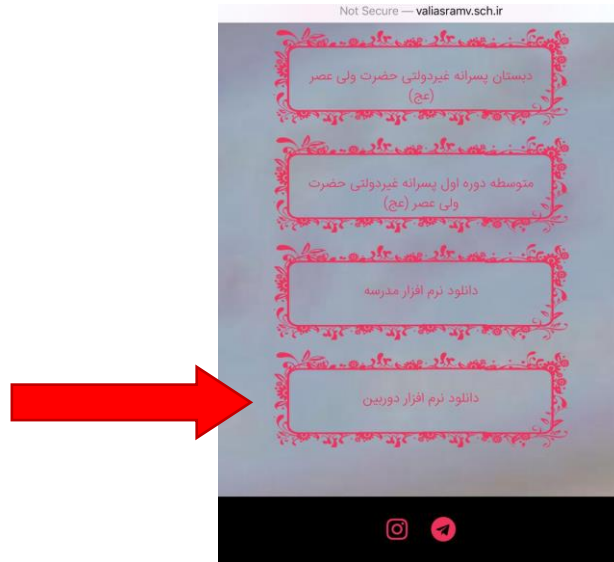 Not Secure — valiasramv.sch.ir
دبستان پسرانه غیردولتی حضرت ولی عصر
(عج)
متوسطه دوره اول پسرانه غیردولتی حضرت
ولی عصر (عج)
دانلود نرم افزار مدرسه
دانلود نرم افزار دوربین